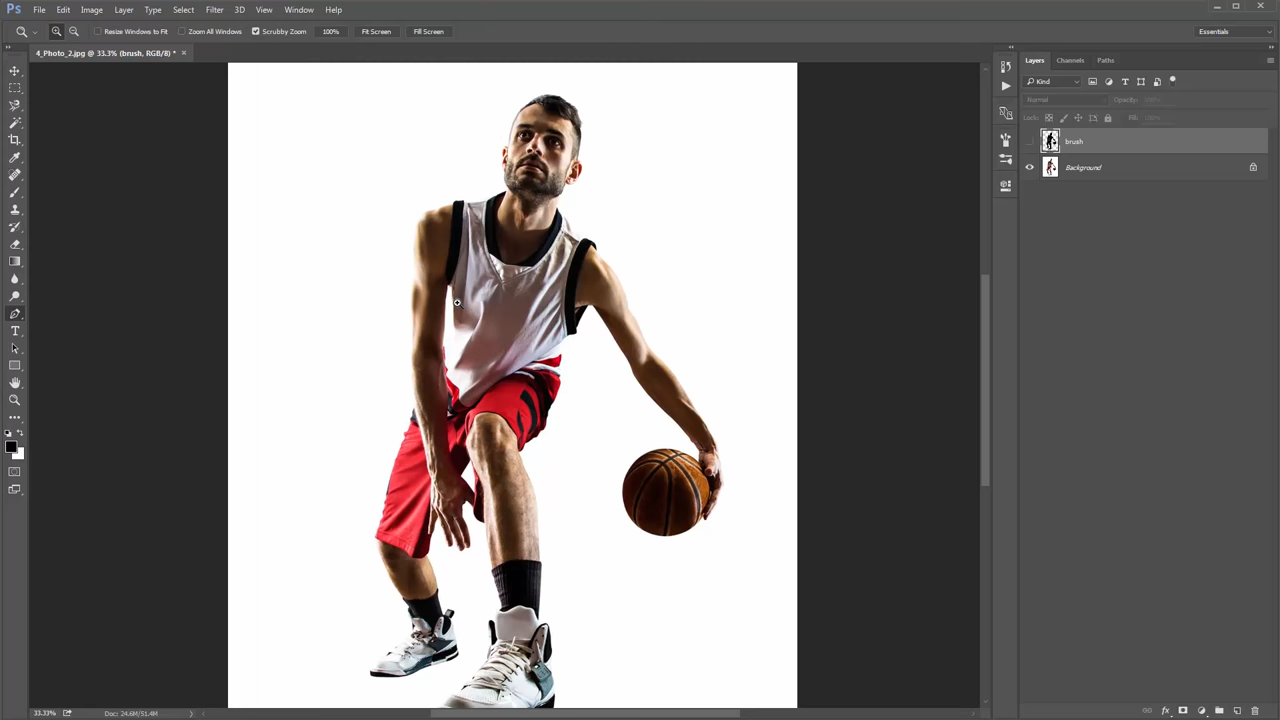 Ps File Edit Image Layer Type Select Filter 3D View Window Help
Resize Windows to Fit Zoom All Windows Scrubby Zoom 100% Fit Screen Fill Screen Essentials
4_Photo_2.jpg @ 33.3% (brush, RGB/8) *
Layers Channels Paths
Kind
Normal Opacity: 100%
Lock: Fill: 100%
brush
Background
33.33% Doc: 24.6M/51.4M